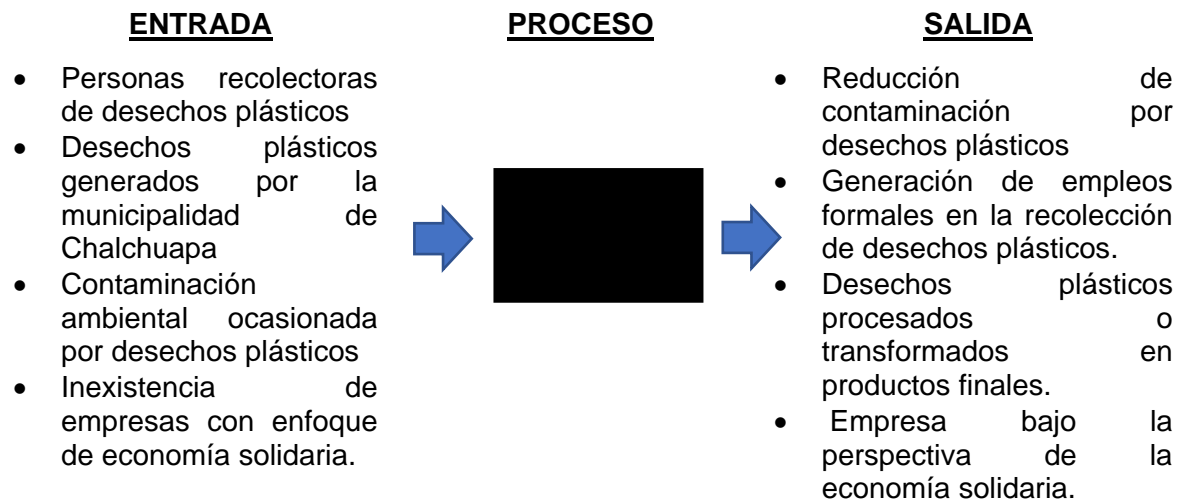 ENTRADA
PROCESO
SALIDA
• Personas recolectoras
de desechos plásticos
• Desechos plásticos
generados por la
municipalidad de
Chalchuapa
• Contaminación
ambiental ocasionada
por desechos plásticos
• Inexistencia de
empresas con enfoque
de economía solidaria.
• Reducción de
contaminación por
desechos plásticos
• Generación de empleos
formales en la recolección
de desechos plásticos.
• Desechos plásticos
procesados o
transformados en
productos finales.
• Empresa bajo la
perspectiva de la
economía solidaria.